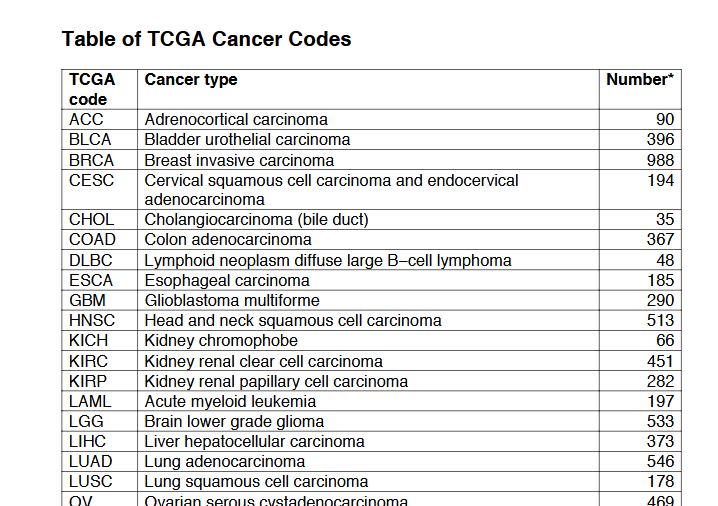 Table of TCGA Cancer Codes
TCGA code Cancer type Number*
ACC Adrenocortical carcinoma 90
BLCA Bladder urothelial carcinoma 396
BRCA Breast invasive carcinoma 988
CESC Cervical squamous cell carcinoma and endocervical 194
adenocarcinoma
CHOL Cholangiocarcinoma (bile duct) 35
COAD Colon adenocarcinoma 367
DLBC Lymphoid neoplasm diffuse large B–cell lymphoma 48
ESCA Esophageal carcinoma 185
GBM Glioblastoma multiforme 290
HNSC Head and neck squamous cell carcinoma 513
KICH Kidney chromophobe 66
KIRC Kidney renal clear cell carcinoma 451
KIRP Kidney renal papillary cell carcinoma 282
LAML Acute myeloid leukemia 197
LGG Brain lower grade glioma 533
LIHC Liver hepatocellular carcinoma 373
LUAD Lung adenocarcinoma 546
LUSC Lung squamous cell carcinoma 178
OV Ovarian serous cystadenocarcinoma 469